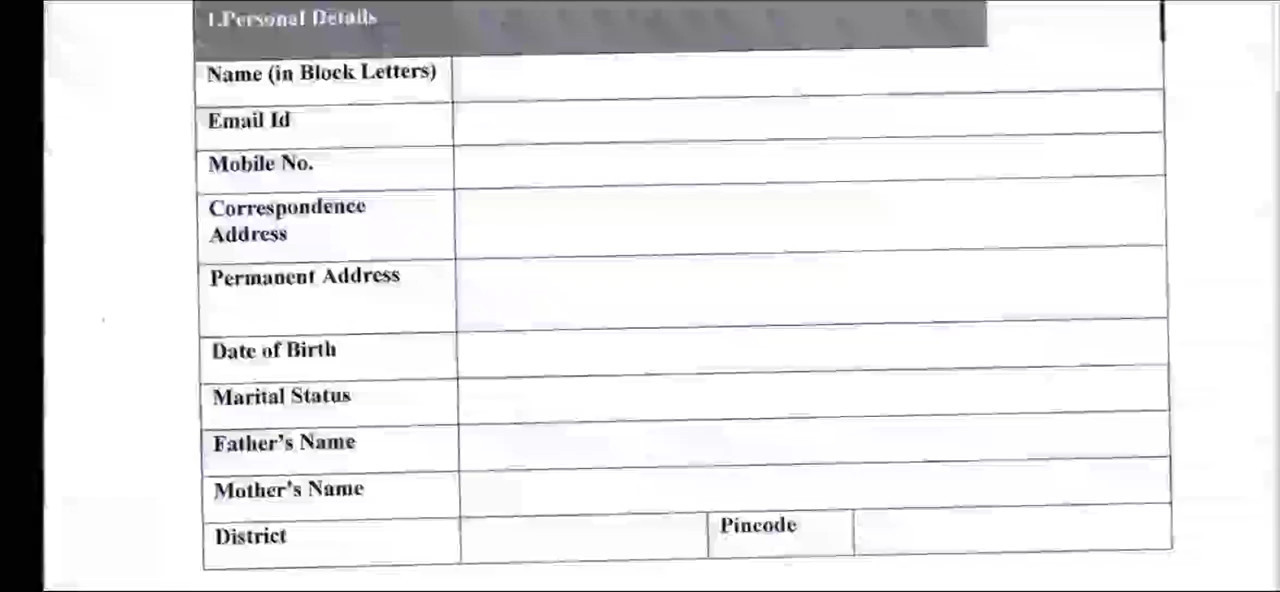 1.Personal Details
Name (in Block Letters)
Email Id
Mobile No.
Correspondence
Address
Permanent Address
Date of Birth
Marital Status
Father's Name
Mother's Name
District Pincode